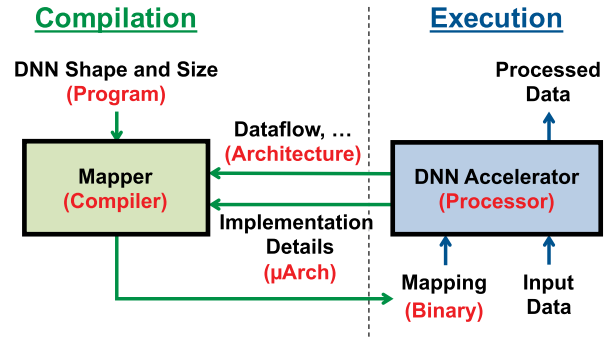 Compilation
Execution
DNN Shape and Size
(Program)
Processed
Data
Dataflow, ...
(Architecture)
Mapper
(Compiler)
DNN Accelerator
(Processor)
Implementation
Details
(μArch)
Mapping
(Binary)
Input
Data